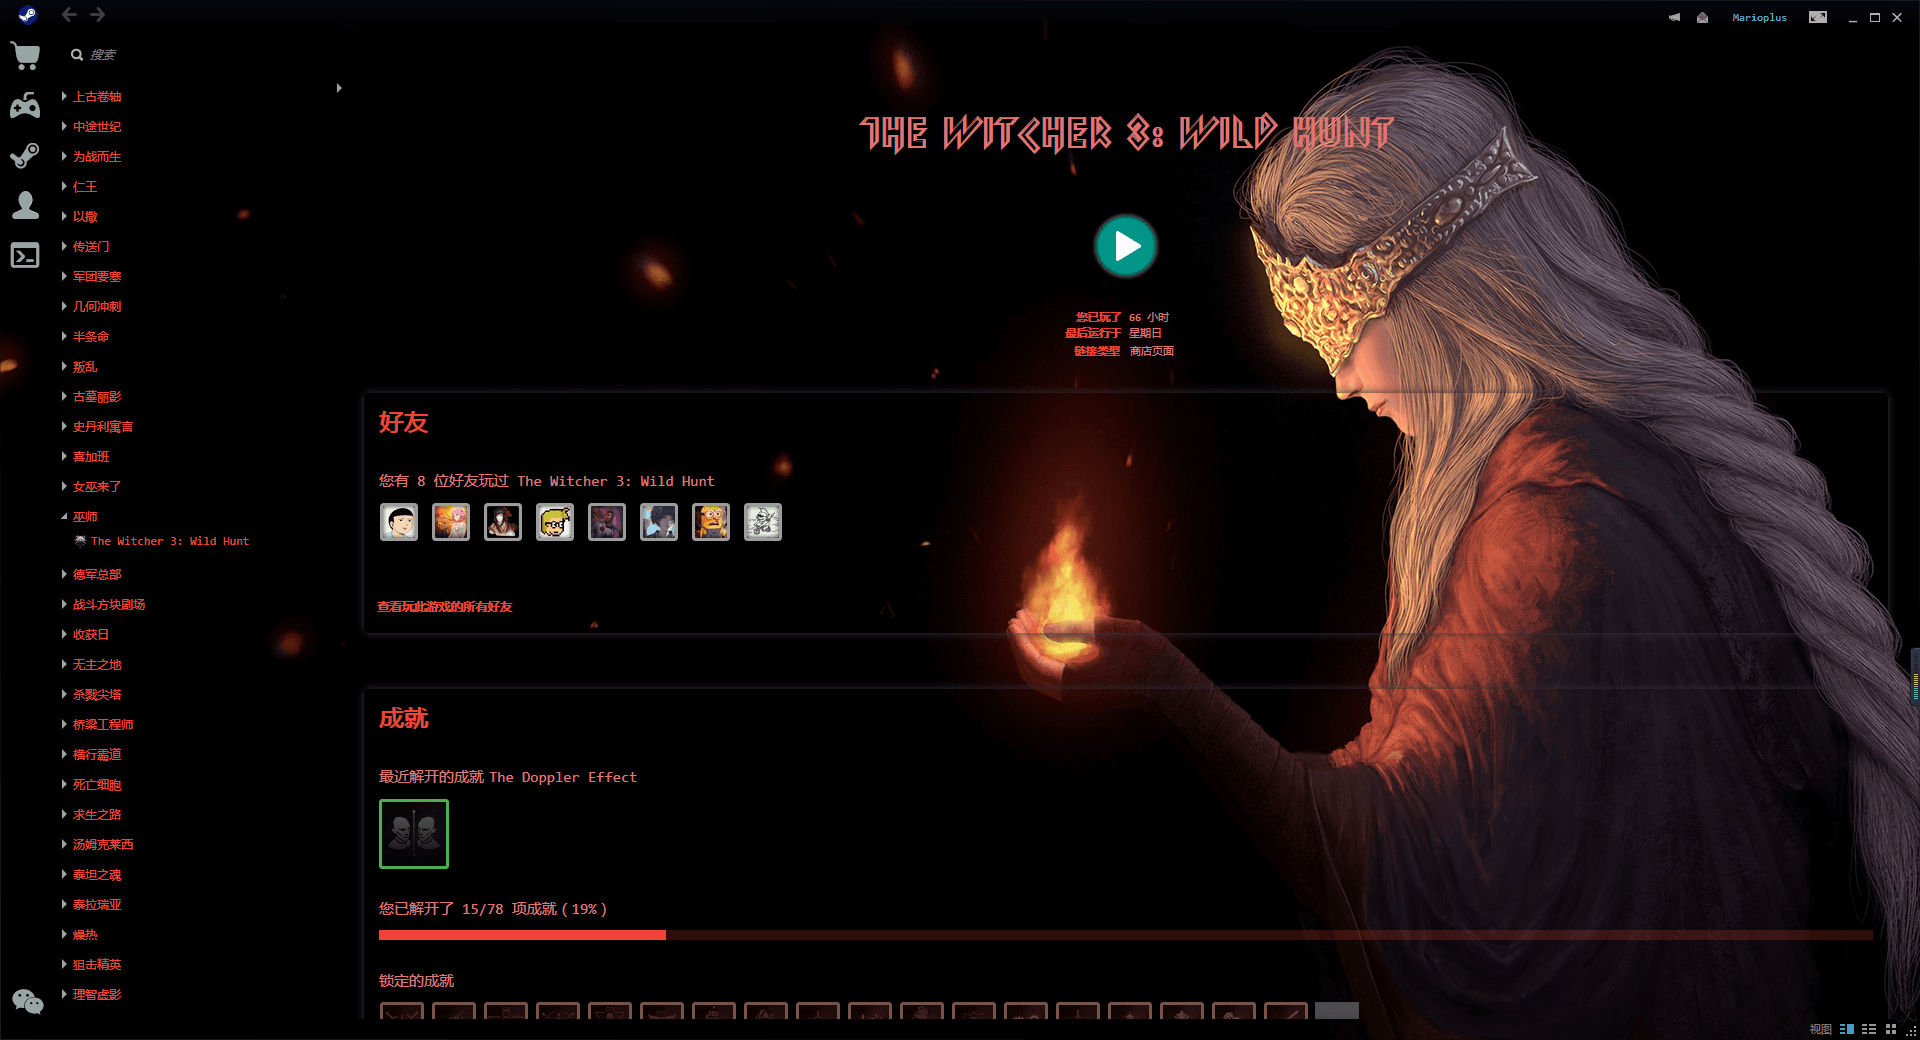 Marioplus
搜索
上古卷轴
中途世纪
为战而生
仁王
以撒
传送门
军团要塞
几何冲刺
半条命
叛乱
古墓丽影
史丹利寓言
喜加班
女巫来了
巫师
The Witcher 3: Wild Hunt
德军总部
战斗方块剧场
收获日
无主之地
杀戮尖塔
桥梁工程师
横行霸道
死亡细胞
求生之路
汤姆克莱西
泰坦之魂
泰拉瑞亚
燥热
狙击精英
理智虚影
THE WITCHER 3: WILD HUNT
您已玩了 66 小时
最后运行于 星期日
链接类型 商店页面
好友
您有 8 位好友玩过 The Witcher 3: Wild Hunt
查看玩此游戏的所有好友
成就
最近解开的成就 The Doppler Effect
您已解开了 15/78 项成就 ( 19% )
锁定的成就
视图